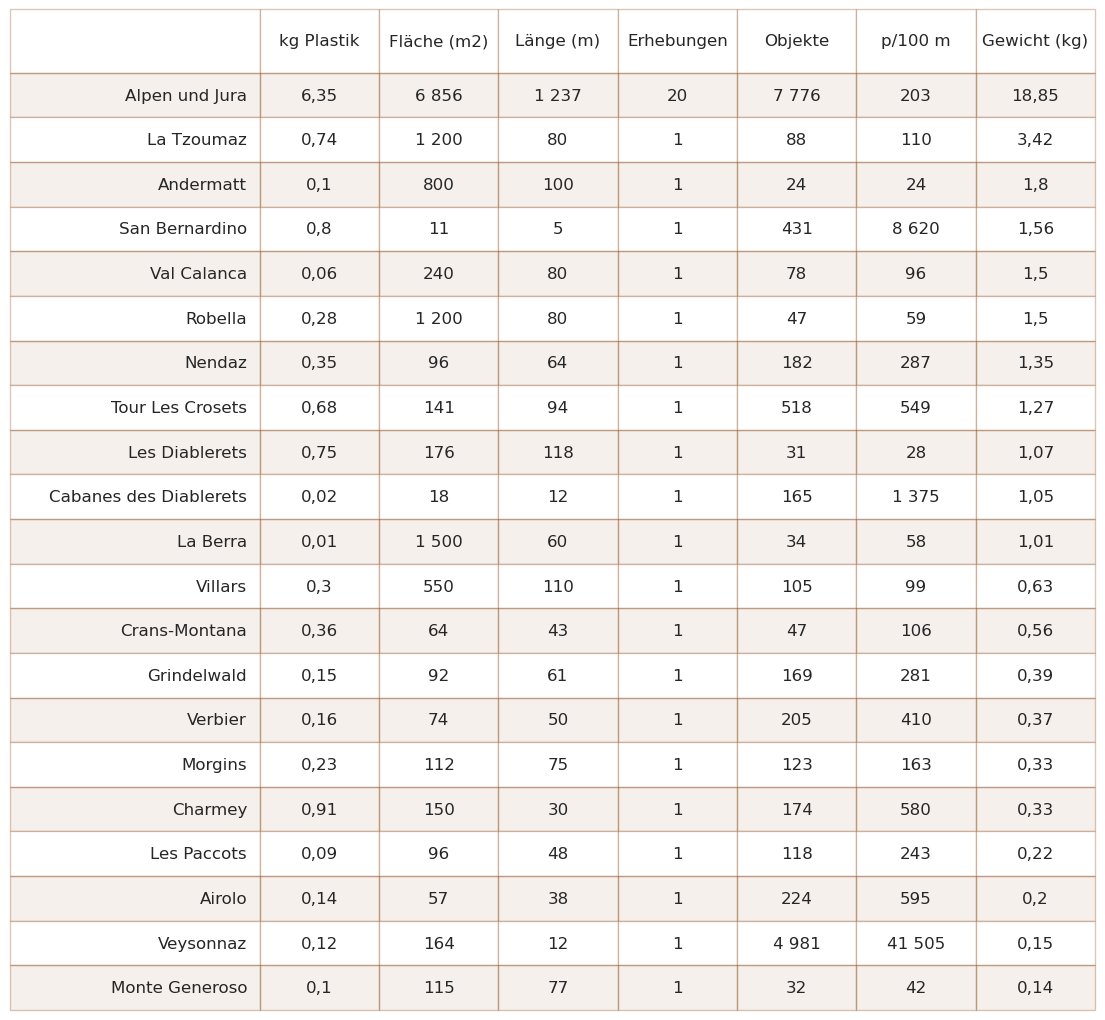 kg Plastik Fläche (m2) Länge (m) Erhebungen Objekte p/100 m Gewicht (kg)
Alpen und Jura 6,35 6 856 1 237 20 7 776 203 18,85
La Tzoumaz 0,74 1 200 80 1 88 110 3,42
Andermatt 0,1 800 100 1 24 24 1,8
San Bernardino 0,8 11 5 1 431 8 620 1,56
Val Calanca 0,06 240 80 1 78 96 1,5
Robella 0,28 1 200 80 1 47 59 1,5
Nendaz 0,35 96 64 1 182 287 1,35
Tour Les Crosets 0,68 141 94 1 518 549 1,27
Les Diablerets 0,75 176 118 1 31 28 1,07
Cabanes des Diablerets 0,02 18 12 1 165 1 375 1,05
La Berra 0,01 1 500 60 1 34 58 1,01
Villars 0,3 550 110 1 105 99 0,63
Crans-Montana 0,36 64 43 1 47 106 0,56
Grindelwald 0,15 92 61 1 169 281 0,39
Verbier 0,16 74 50 1 205 410 0,37
Morgins 0,23 112 75 1 123 163 0,33
Charmey 0,91 150 30 1 174 580 0,33
Les Paccots 0,09 96 48 1 118 243 0,22
Airolo 0,14 57 38 1 224 595 0,2
Veysonnaz 0,12 164 12 1 4 981 41 505 0,15
Monte Generoso 0,1 115 77 1 32 42 0,14